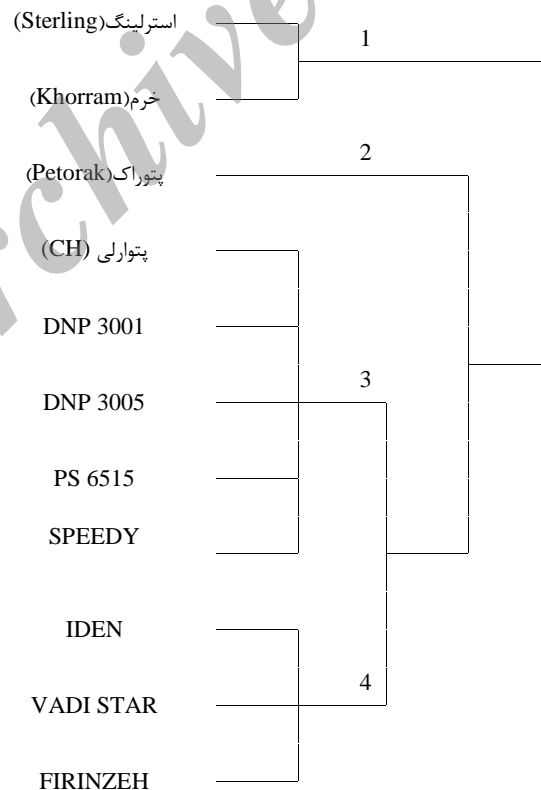 استرلینگ(Sterling)
1
خرم(Khorram)
2
پتوراک(Petorak)
پتوارلی (CH)
DNP 3001
3
DNP 3005
PS 6515
SPEEDY
IDEN
4
VADI STAR
FIRINZEH